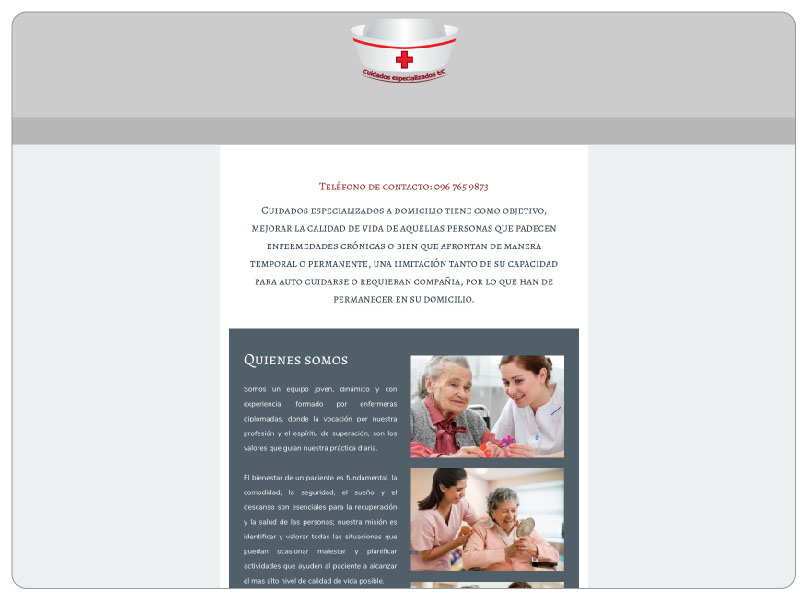 Cuidados especializados EC
Teléfono de contacto: 096 765 9873
Cuidados especializados a domicilio tiene como objetivo,
mejorar la calidad de vida de aquellas personas que padecen
enfermedades crónicas o bien que afrontan de manera
temporal o permanente, una limitación tanto de su capacidad
para auto cuidarse o requieran compañia, por lo que han de
permanecer en su domicilio.
Quienes somos
Somos un equipo joven, dinámico y con
experiencia formado por enfermeras
diplomadas, donde la vocación por nuestra
profesión y el espíritu de superación, son los
valores que guian nuestra práctica diaria.
El bienestar de un paciente es fundamental, la
comodidad, la seguridad, el sueño y el
descanso son esenciales para la recuperación
y la salud de las personas; nuestra misión es
identificar y valorar todas las situaciones que
puedan ocasionar malestar y planificar
actividades que ayuden al paciente a alcanzar
el mas alto nivel de calidad de vida posible.